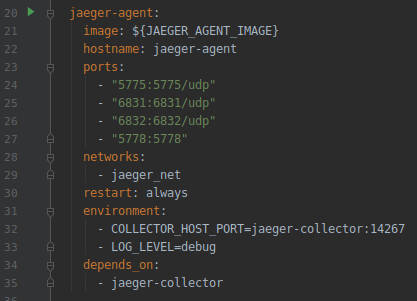 20 jaeger-agent:
21 image: ${JAEGER_AGENT_IMAGE}
22 hostname: jaeger-agent
23 ports:
24 - "5775:5775/udp"
25 - "6831:6831/udp"
26 - "6832:6832/udp"
27 - "5778:5778"
28 networks:
29 - jaeger_net
30 restart: always
31 environment:
32 - COLLECTOR_HOST_PORT=jaeger-collector:14267
33 - LOG_LEVEL=debug
34 depends_on:
35 - jaeger-collector
36